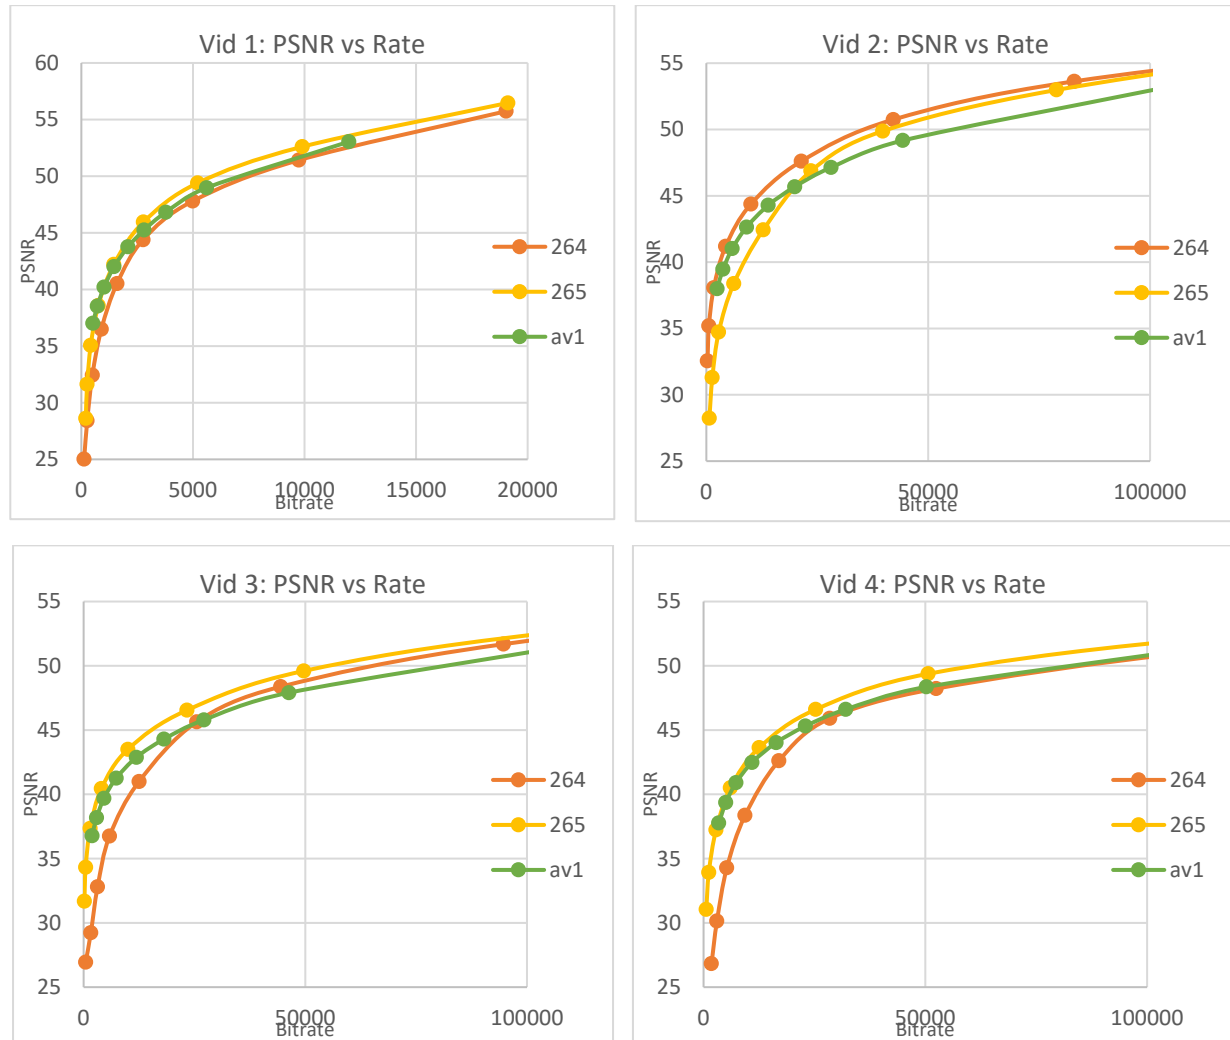 Vid 1: PSNR vs Rate
60
55
50
45
40
35
30
25
PSNR
0 5000 10000 15000 20000
Bitrate
264
265
av1
Vid 2: PSNR vs Rate
55
50
45
40
35
30
25
PSNR
0 50000 100000
Bitrate
264
265
av1
Vid 3: PSNR vs Rate
55
50
45
40
35
30
25
PSNR
0 50000 100000
Bitrate
264
265
av1
Vid 4: PSNR vs Rate
55
50
45
40
35
30
25
PSNR
0 50000 100000
Bitrate
264
265
av1